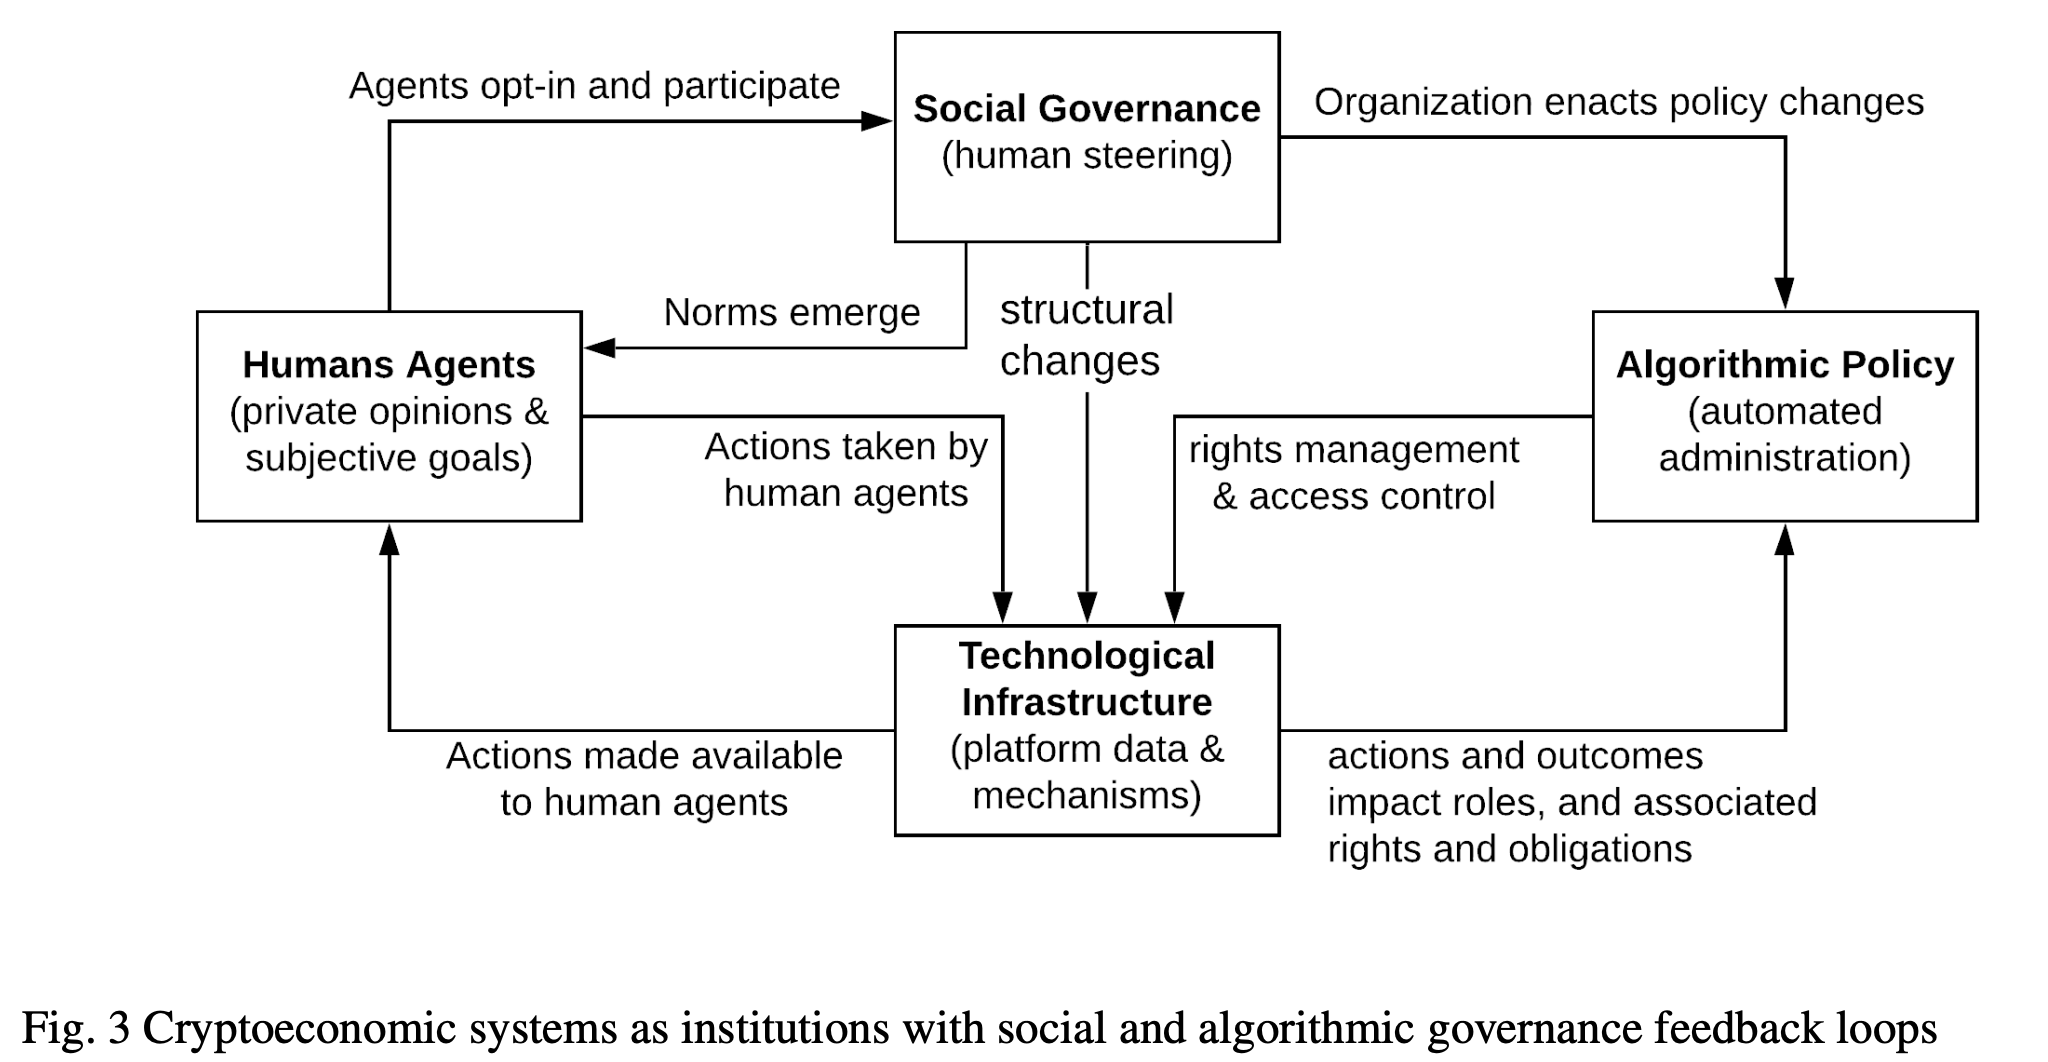 Agents opt-in and participate
Social Governance
(human steering)
Organization enacts policy changes
Norms emerge
structural
changes
Humans Agents
(private opinions &
subjective goals)
Algorithmic Policy
(automated
administration)
Actions taken by
human agents
rights management
& access control
Technological
Infrastructure
(platform data &
mechanisms)
Actions made available
to human agents
actions and outcomes
impact roles, and associated
rights and obligations
Fig. 3 Cryptoeconomic systems as institutions with social and algorithmic governance feedback loops